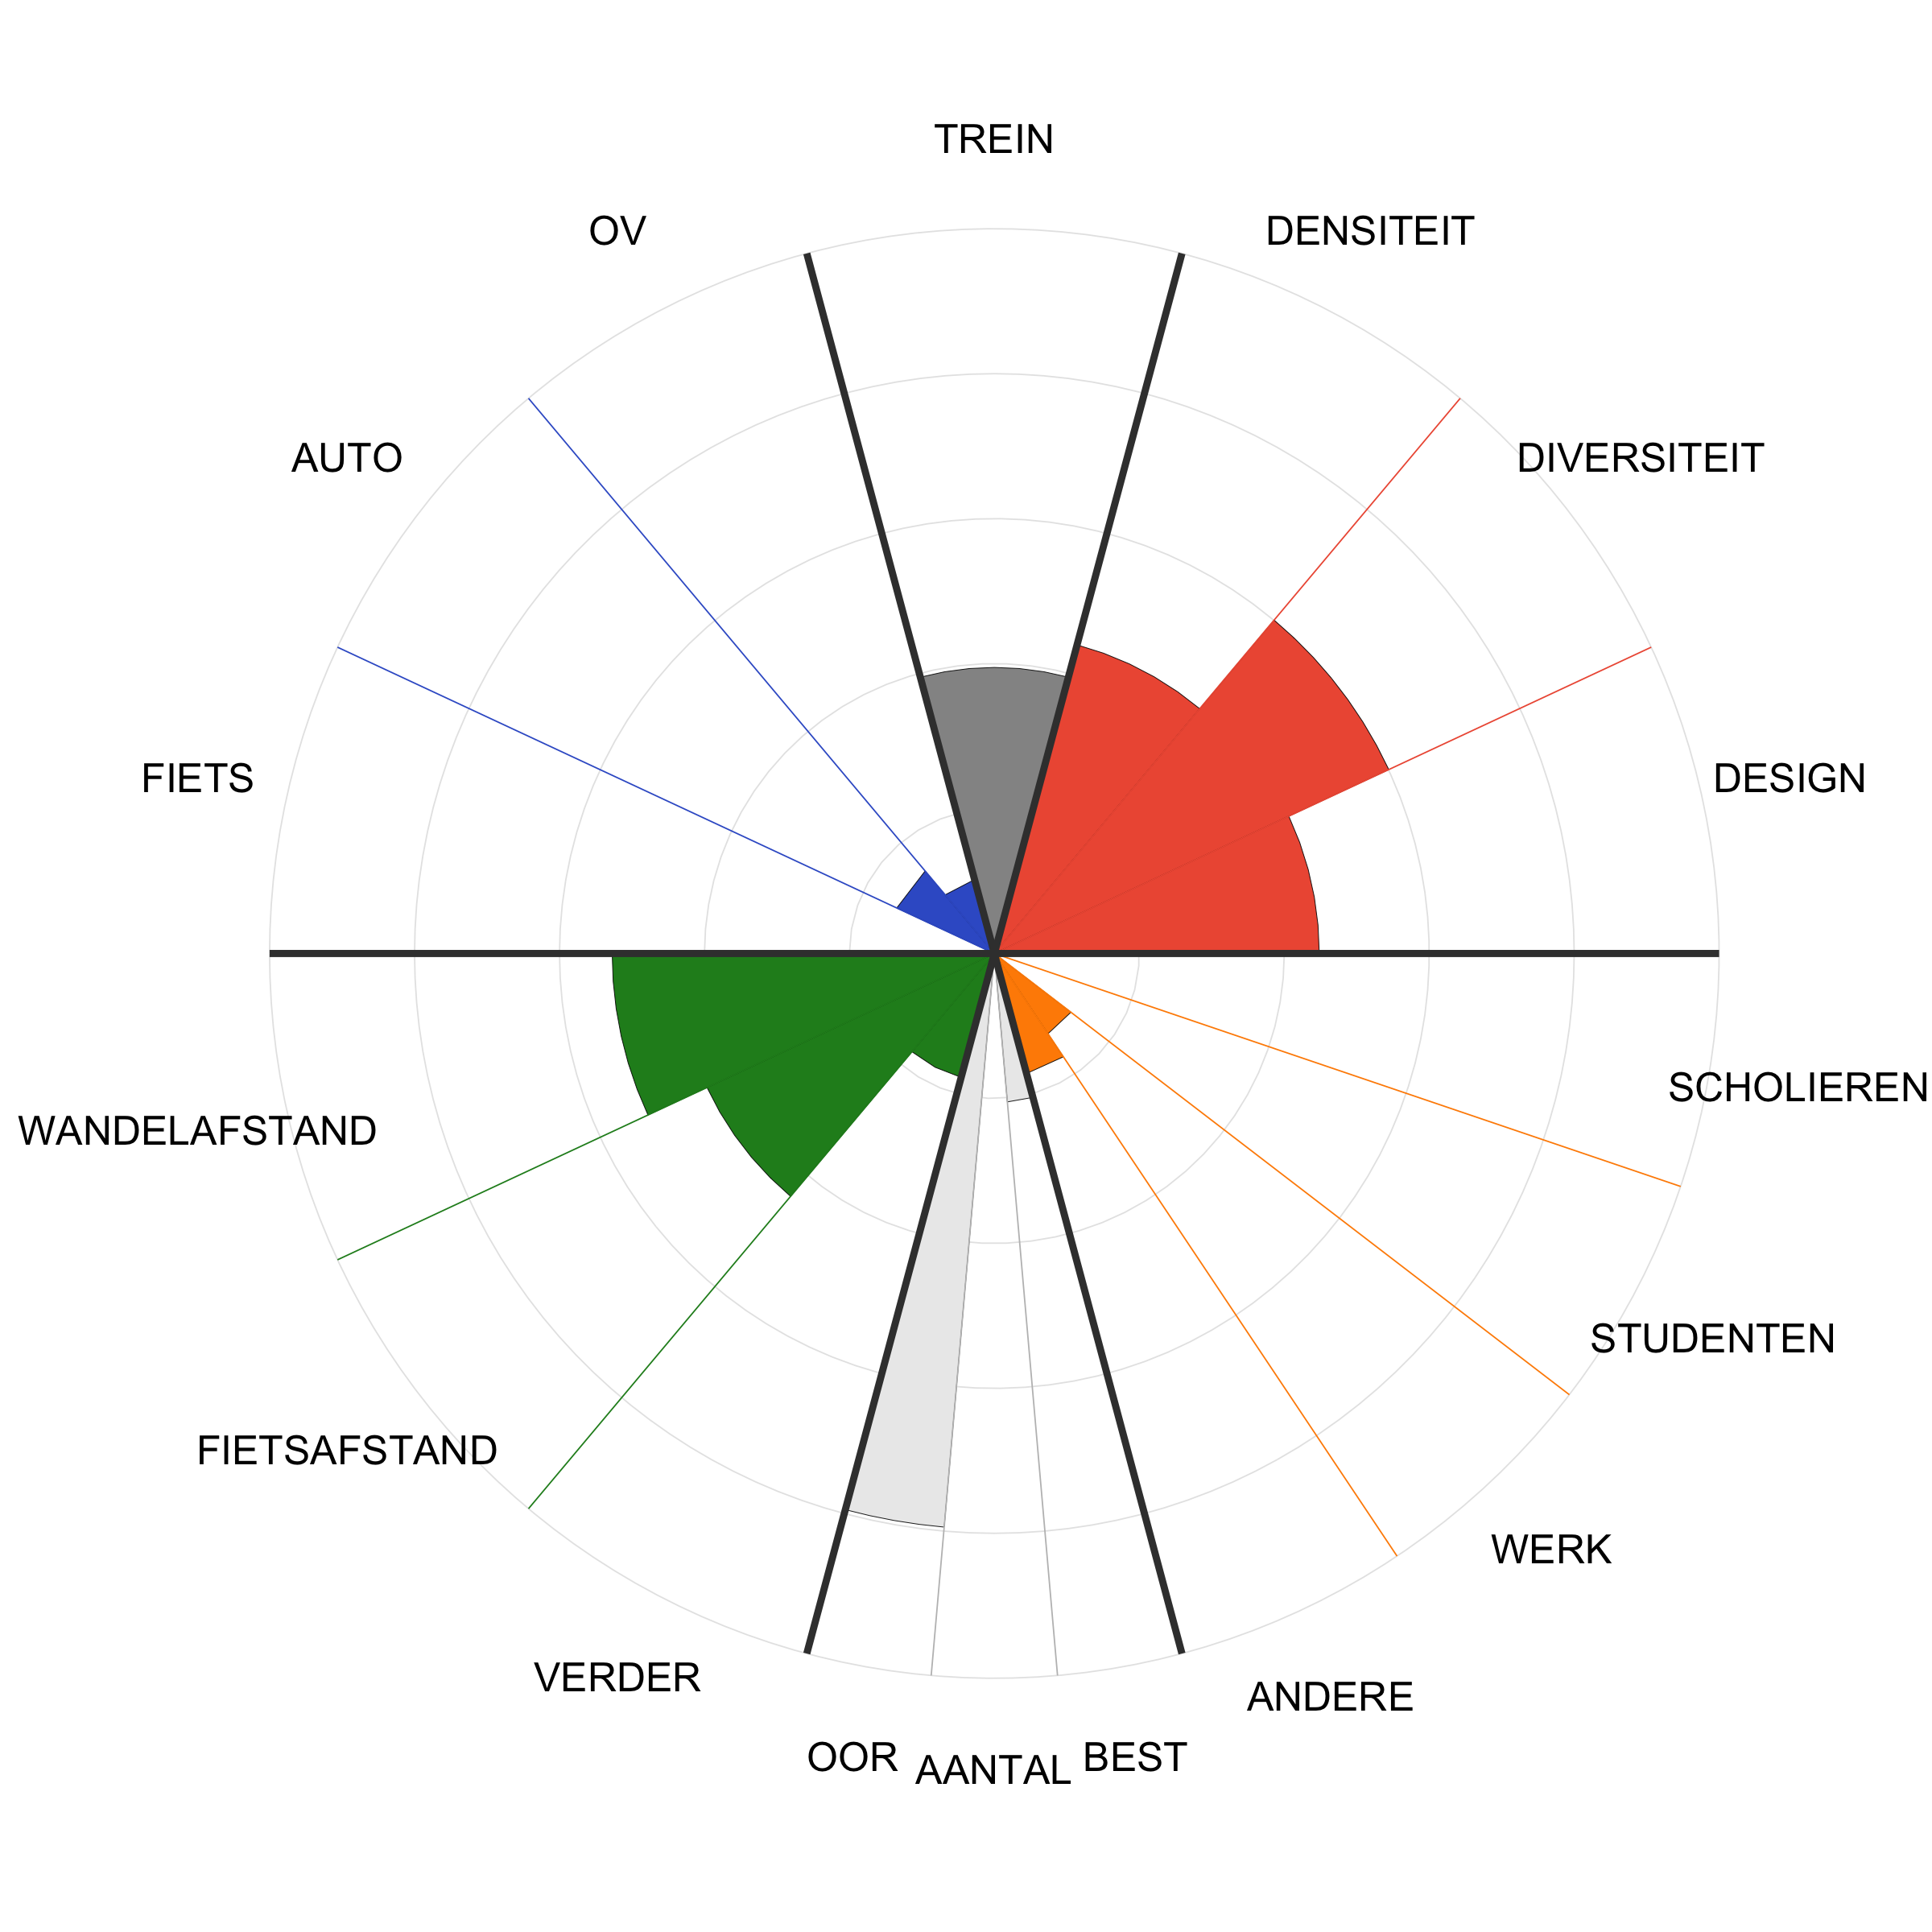 TREIN
OV
DENSITEIT
AUTO
DIVERSITEIT
FIETS
DESIGN
SCHOLIEREN
WANDELAFSTAND
STUDENTEN
FIETSAFSTAND
WERK
VERDER
ANDERE
OOR
AANTAL
BEST